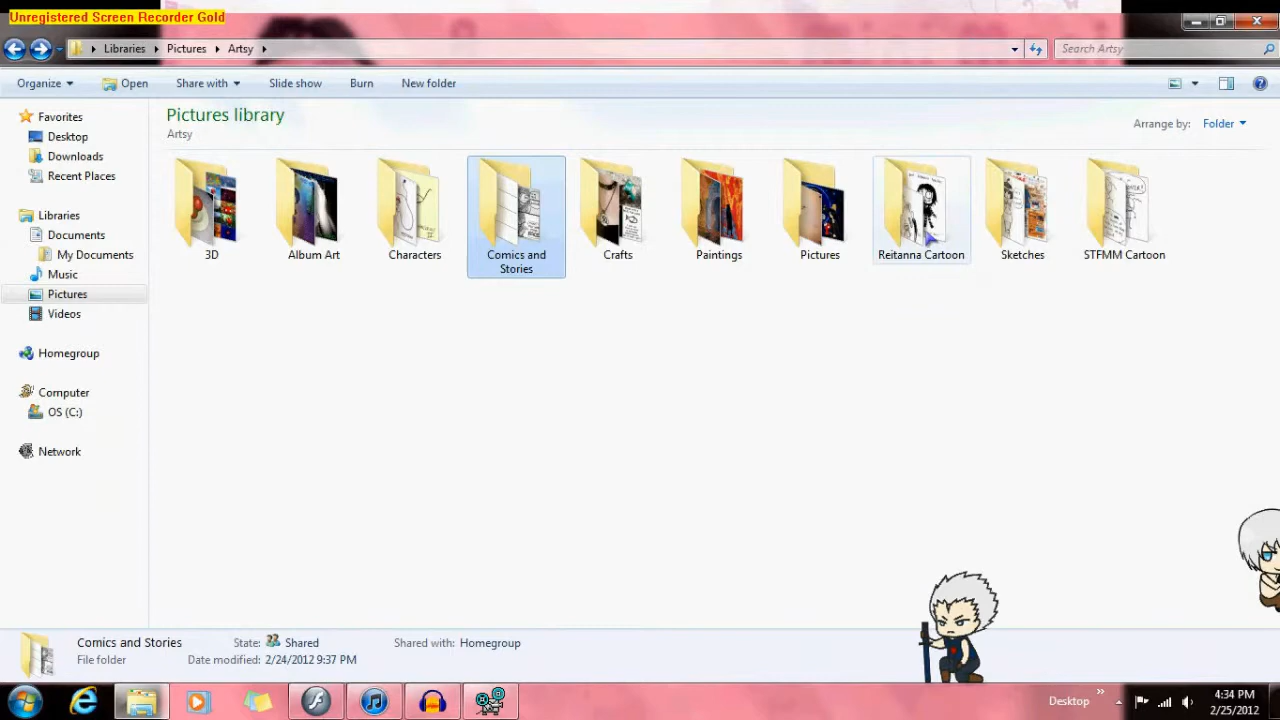 Unregistered Screen Recorder Gold
Libraries Pictures Artsy
Search Artsy
Organize Open Share with Slide show Burn New folder
Pictures library
Artsy
Arrange by: Folder
Favorites
Desktop
Downloads
Recent Places
Libraries
Documents
My Documents
Music
Pictures
Videos
Homegroup
Computer
OS (C:)
Network
3D
Album Art
Characters
Comics and
Stories
Crafts
Paintings
Pictures
Reitanna Cartoon
Sketches
STFMM Cartoon
Comics and Stories State: Shared Shared with: Homegroup
File folder Date modified: 2/24/2012 9:37 PM
Desktop
4:34 PM
2/25/2012